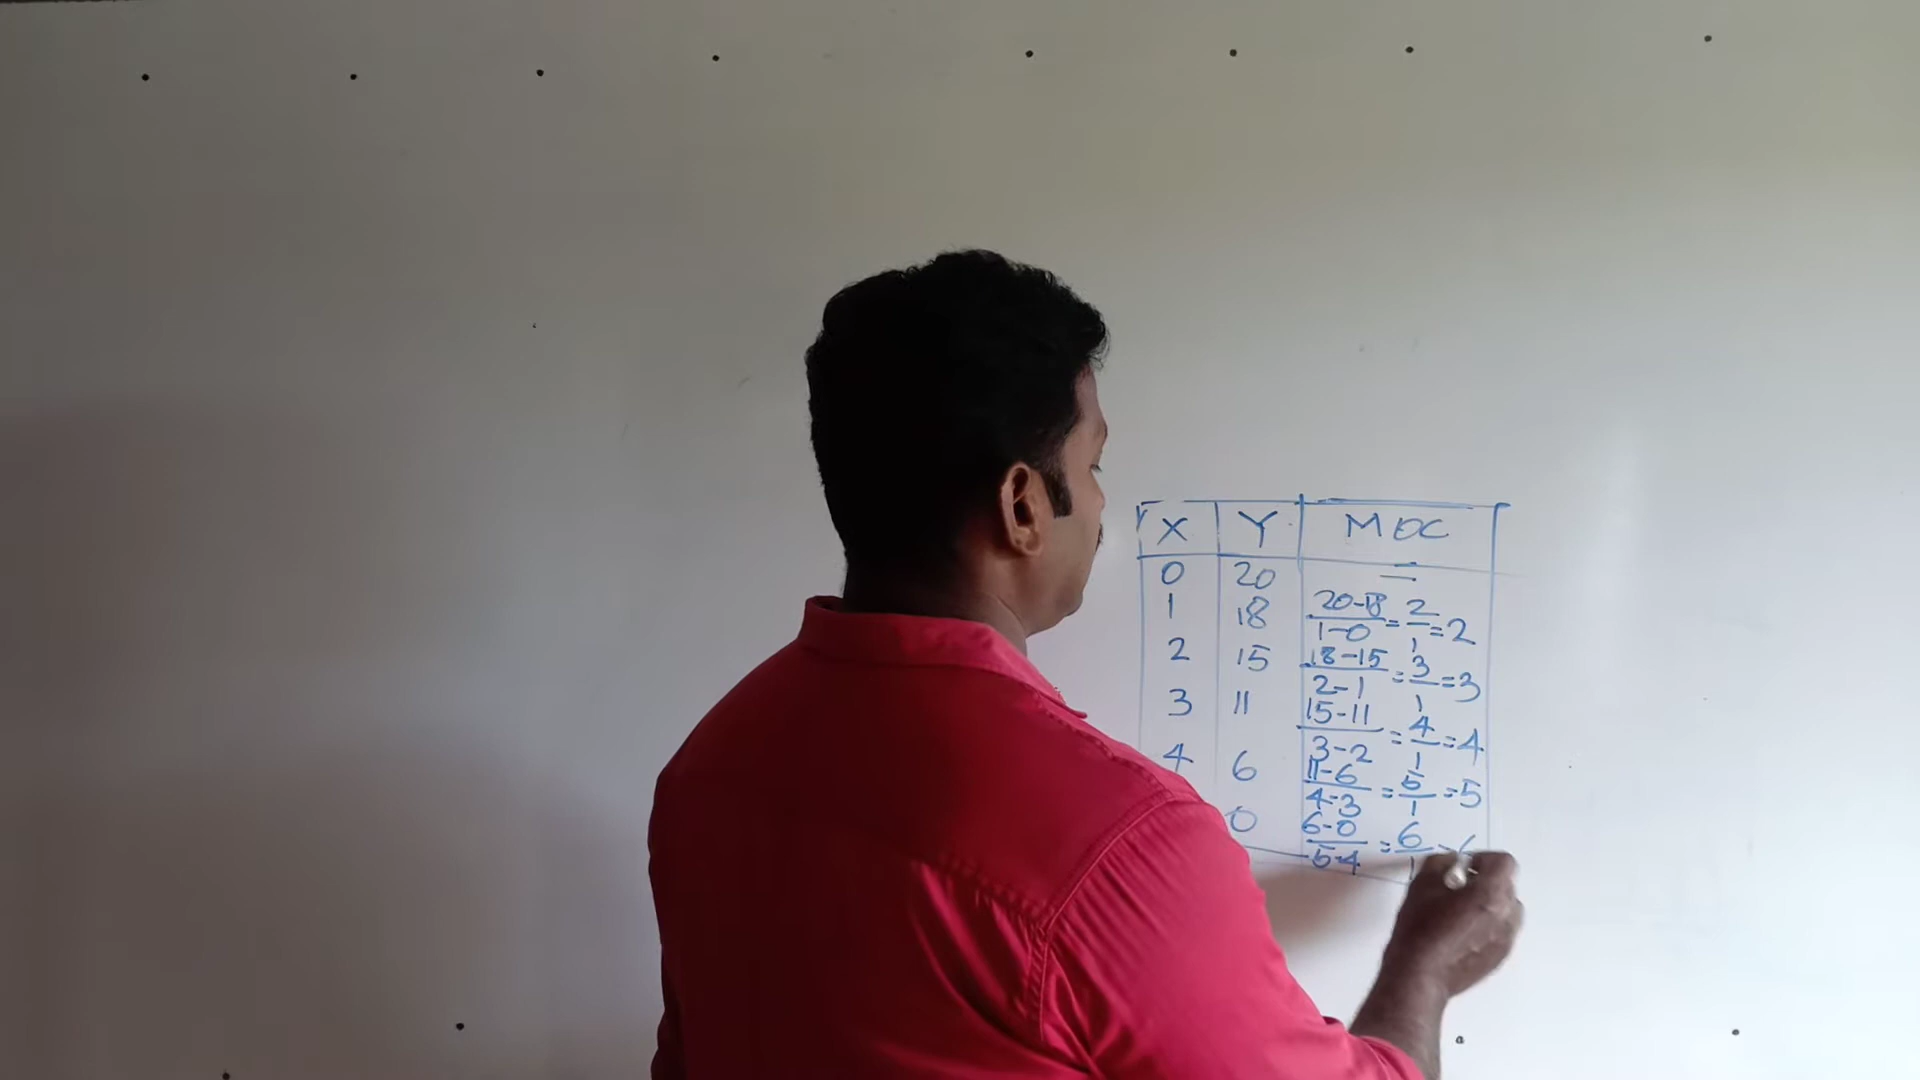 X Y MOC
0 20 —
1 18 20-18/1-0 = 2/1 = 2
2 15 18-15/2-1 = 3/1 = 3
3 11 15-11/3-2 = 4/1 = 4
4 6 11-6/4-3 = 5/1 = 5
0 6-0/5-4 = 6/1 =